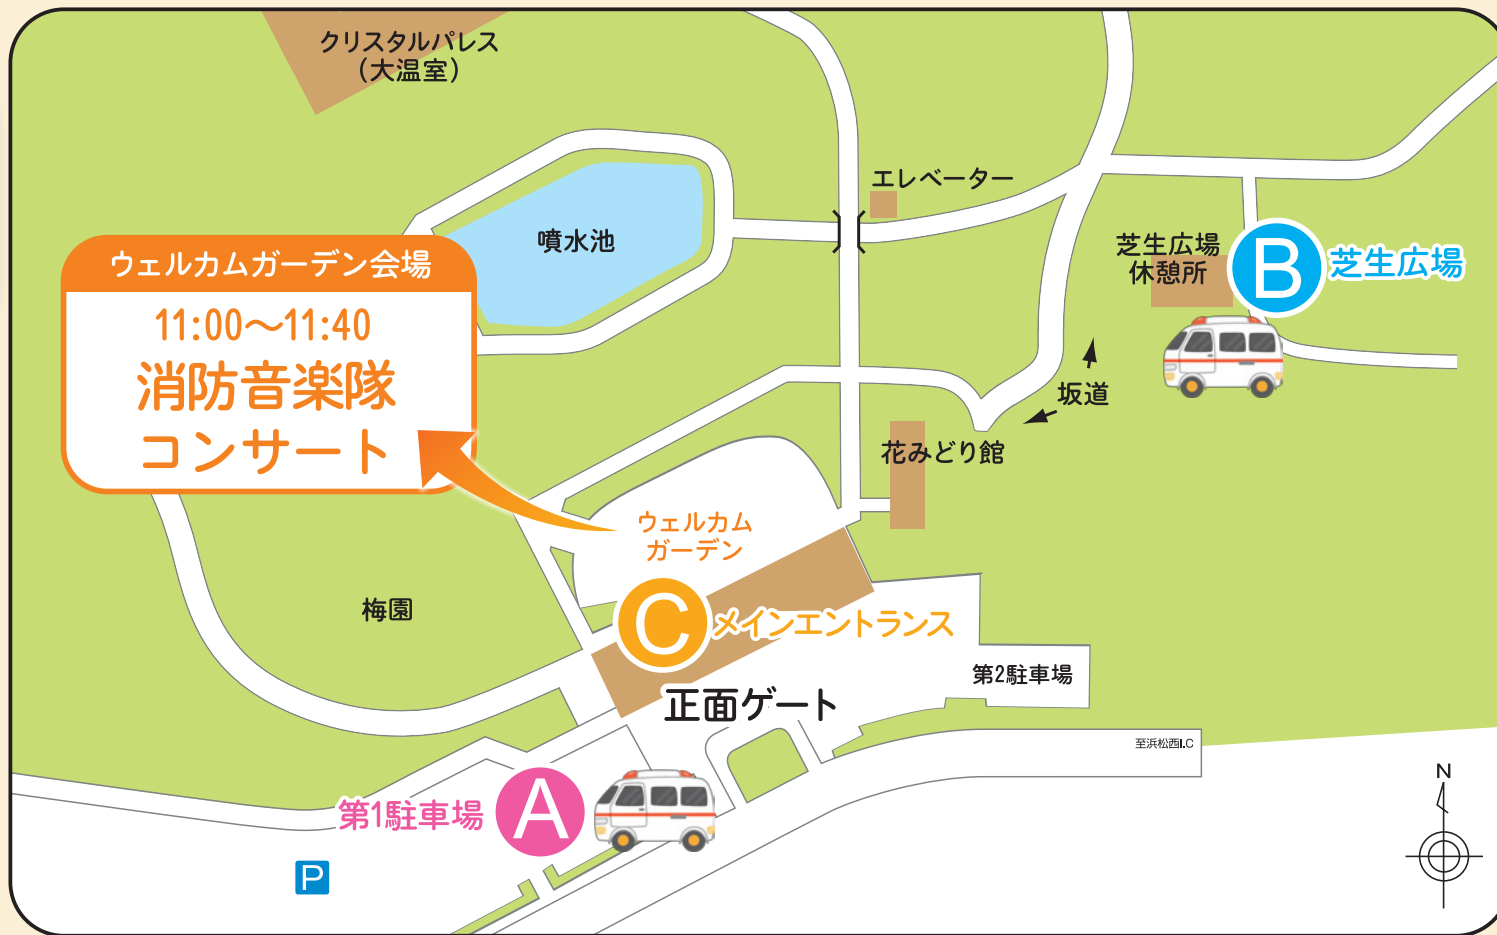 クリスタルパレス
（大温室）
エレベーター
噴水池
芝生広場
休憩所
B
芝生広場
ウェルカムガーデン会場
11:00～11:40
消防音楽隊
コンサート
坂道
花みどり館
ウェルカム
ガーデン
梅園
C
メインエントランス
第2駐車場
正面ゲート
至浜松西I.C
N
第1駐車場
A
P